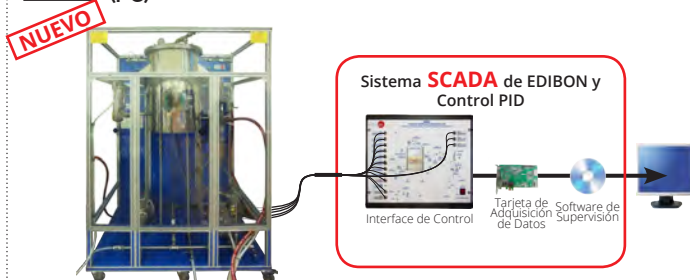 NUEVO
Sistema SCADA de EDIBON y
Control PID
Interface de Control
Tarjeta de
Adquisición
de Datos
Software de
Supervisión